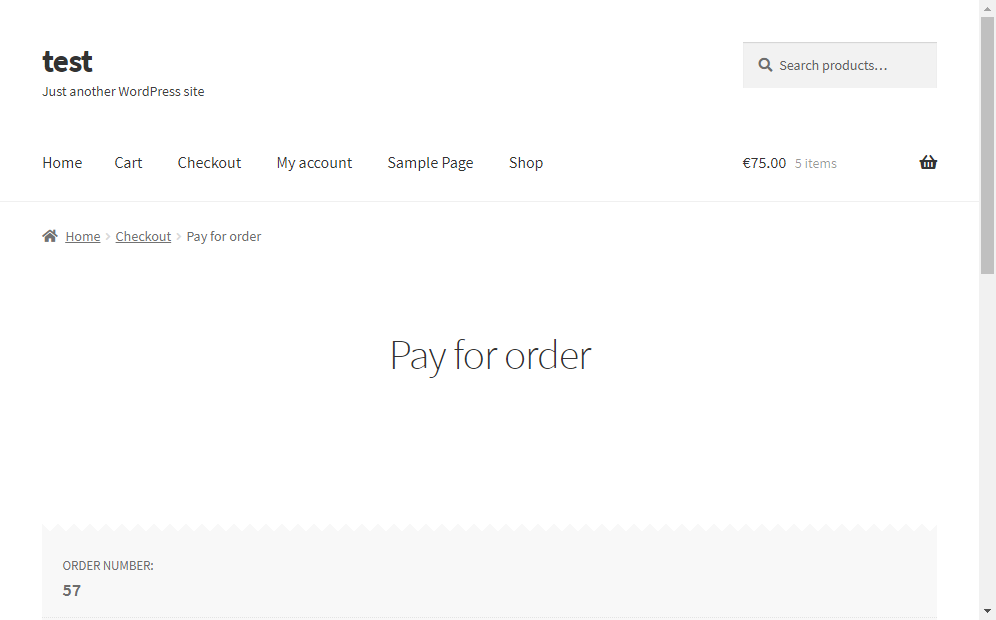 test
Search products…
Just another WordPress site
Home Cart Checkout My account Sample Page Shop €75.00 5 items
Home Checkout Pay for order
Pay for order
ORDER NUMBER:
57